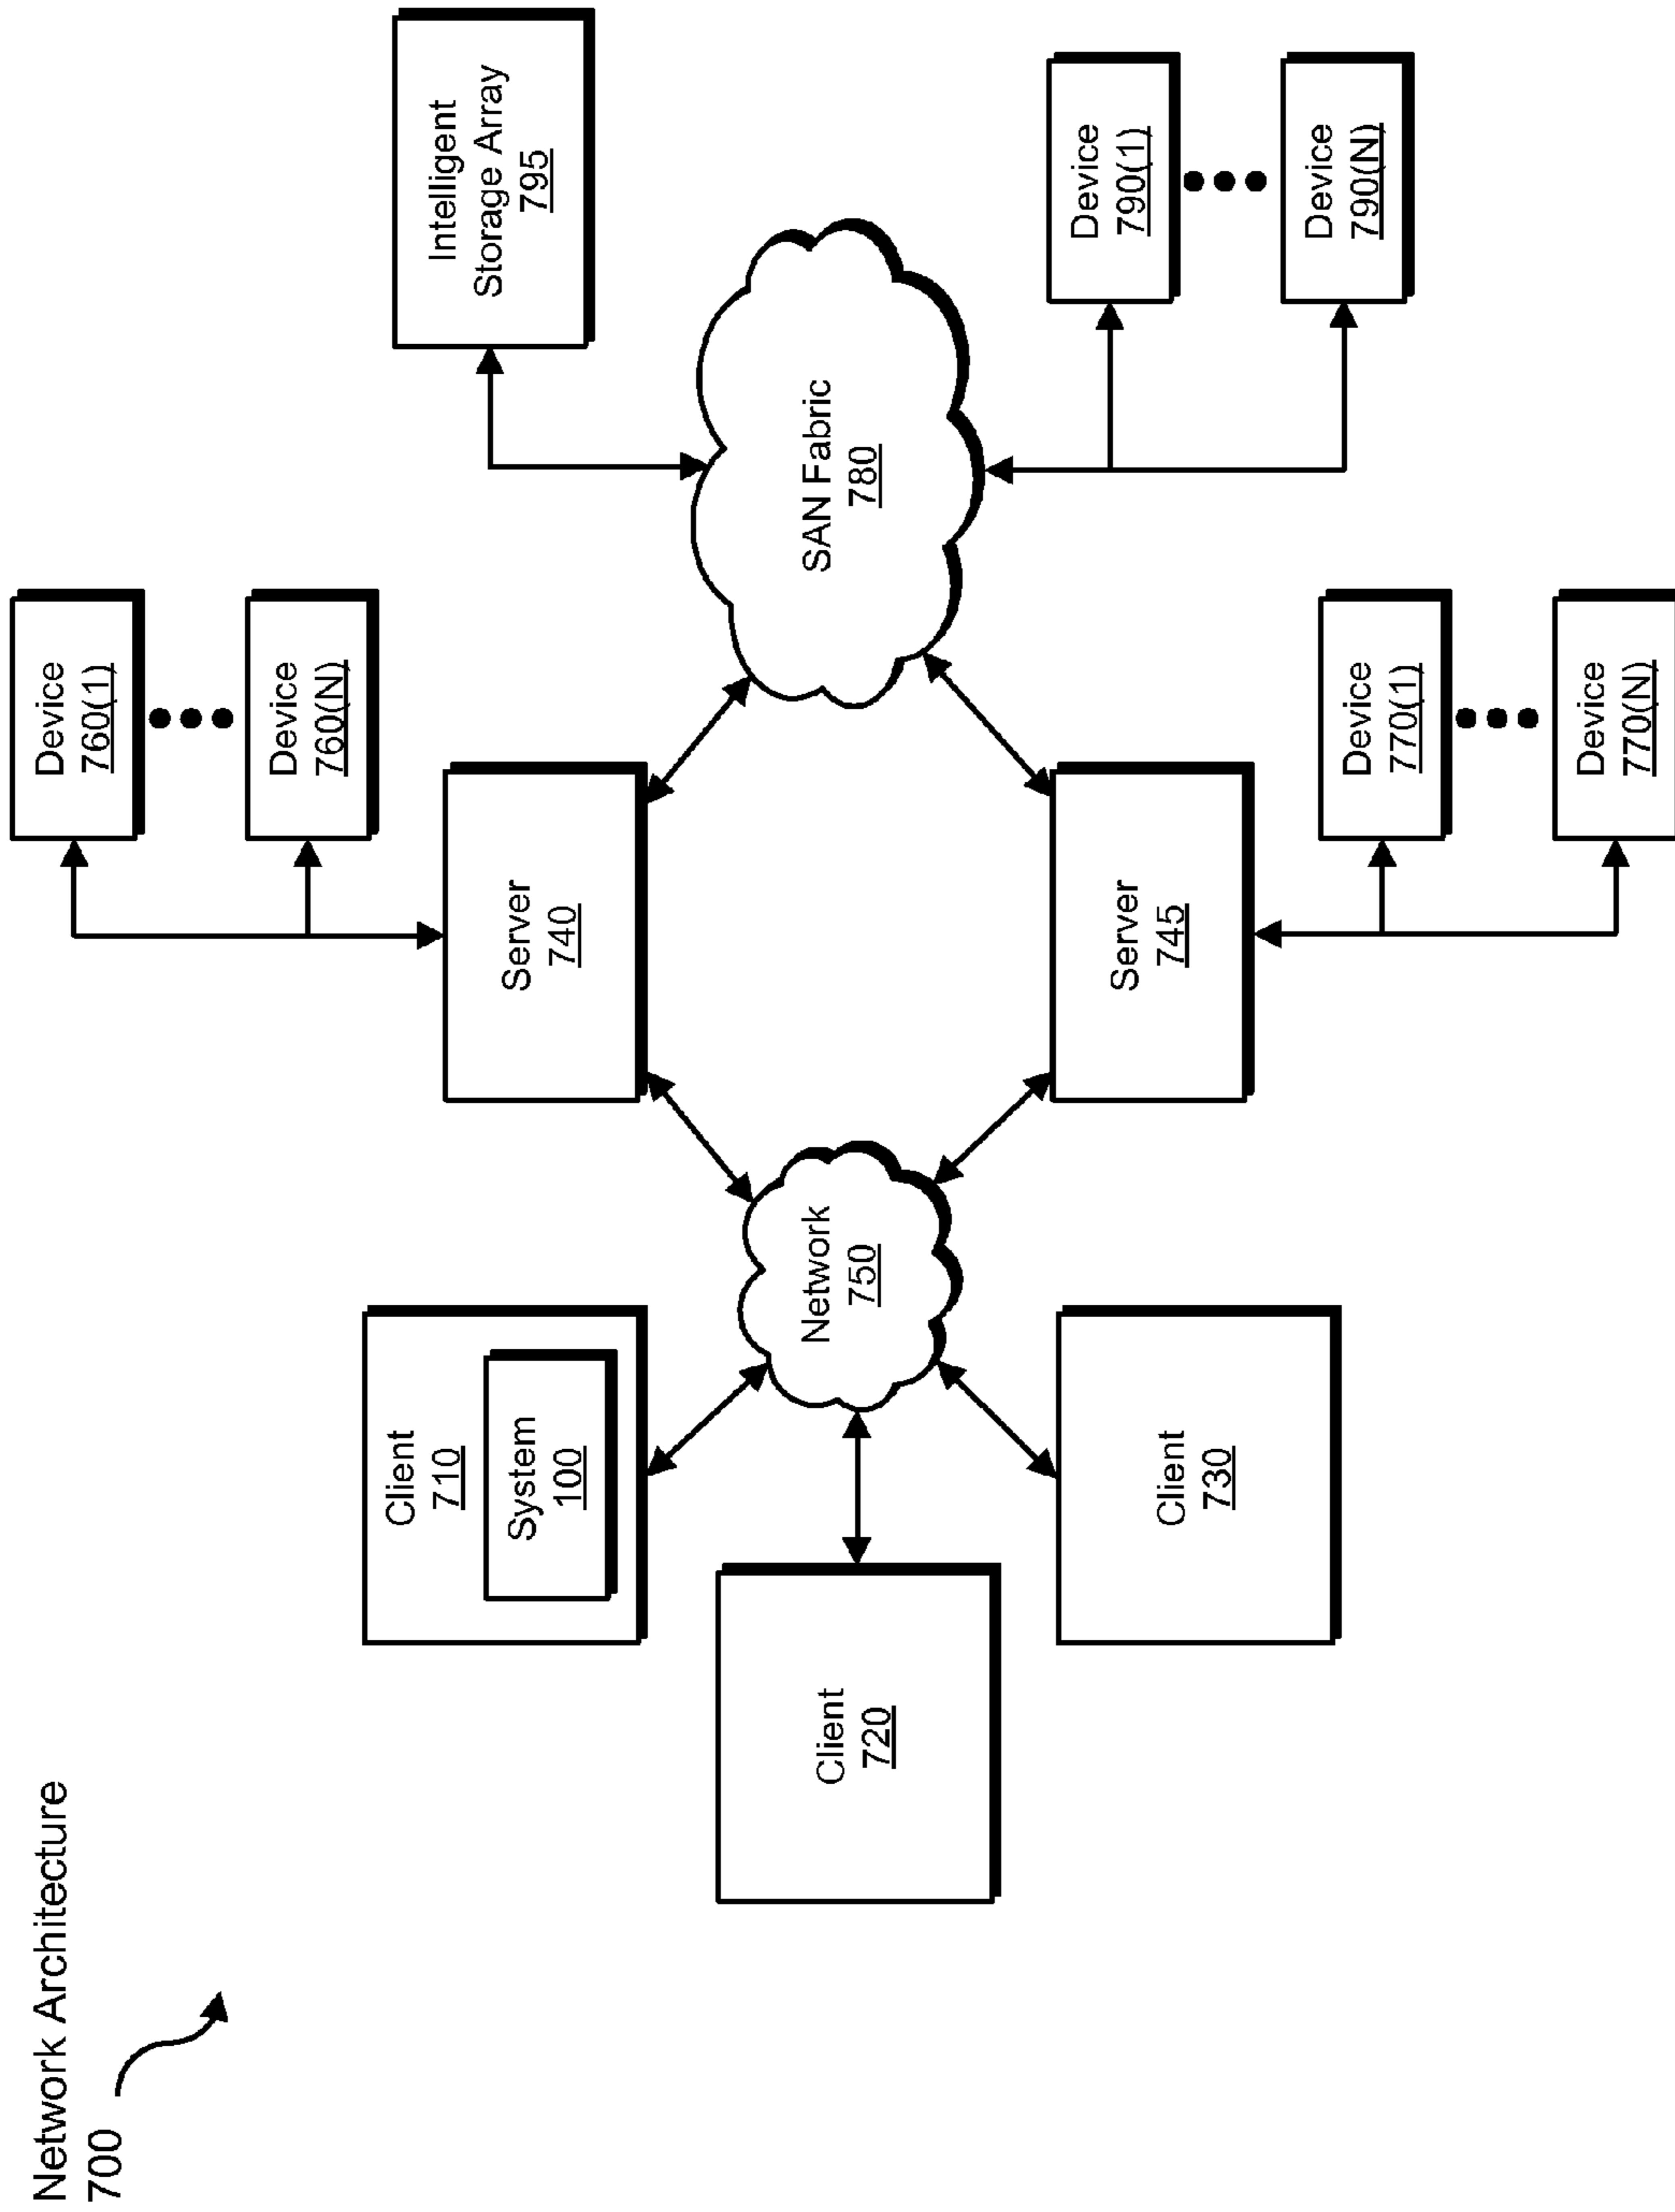 Network Architecture
700
Device
760(1)
Device
760(N)
Intelligent
Storage Array
795
Client
710
System
100
Server
740
Client
720
Network
750
SAN Fabric
780
Client
730
Server
745
Device
790(1)
Device
790(N)
Device
770(1)
Device
770(N)